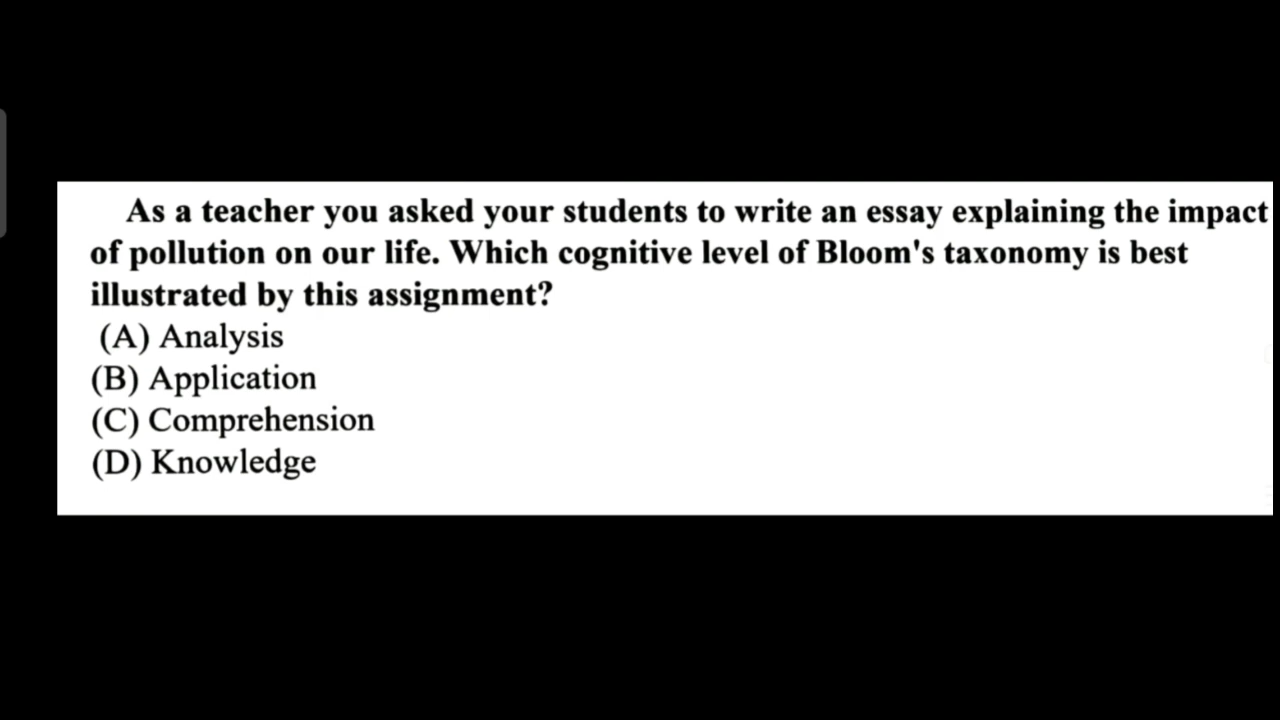 As a teacher you asked your students to write an essay explaining the impact
of pollution on our life. Which cognitive level of Bloom's taxonomy is best
illustrated by this assignment?
(A) Analysis
(B) Application
(C) Comprehension
(D) Knowledge